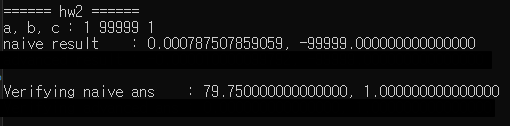 ====== hw2 ======
a, b, c : 1 99999 1
naive result    : 0.000787507859059, -99999.000000000000000
Verifying naive ans    : 79.750000000000000, 1.000000000000000